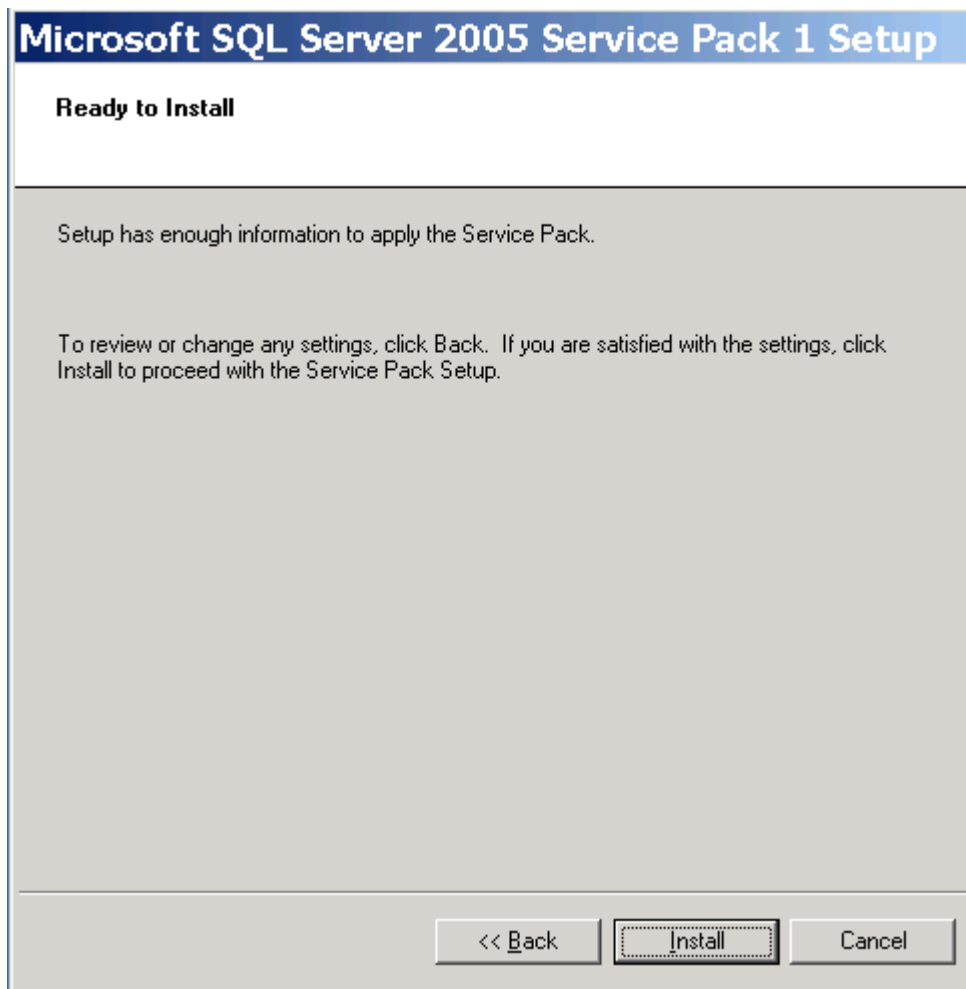 Microsoft SQL Server 2005 Service Pack 1 Setup
Ready to Install
Setup has enough information to apply the Service Pack.
To review or change any settings, click Back.  If you are satisfied with the settings, click
Install to proceed with the Service Pack Setup.
<< Back
Install
Cancel